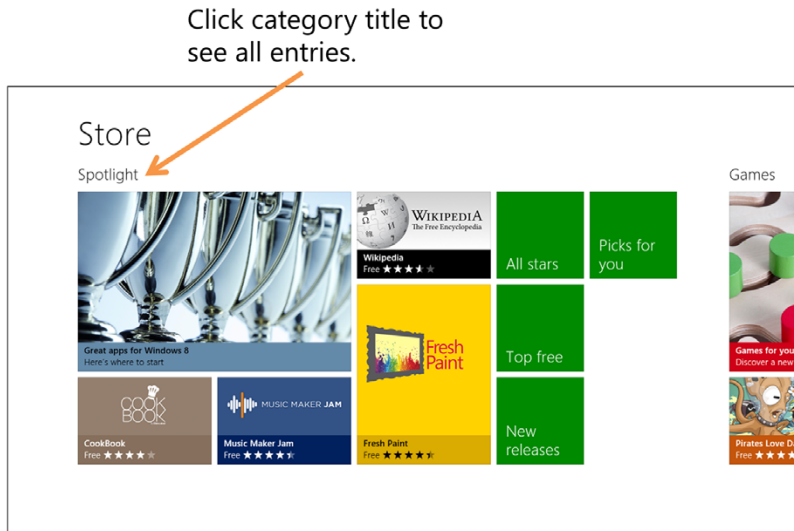 Click category title to
see all entries.
Store
Spotlight
Games
WIKIPEDIA
The Free Encyclopedia
Wikipedia
Free
All stars
Picks for
you
Great apps for Windows 8
Here's where to start
Fresh
Paint
Top free
Games for you
Discover a new
COOK
BOOK
MUSIC MAKER JAM
CookBook
Free
Music Maker Jam
Free
Fresh Paint
Free
New
releases
Pirates Love Da
Free